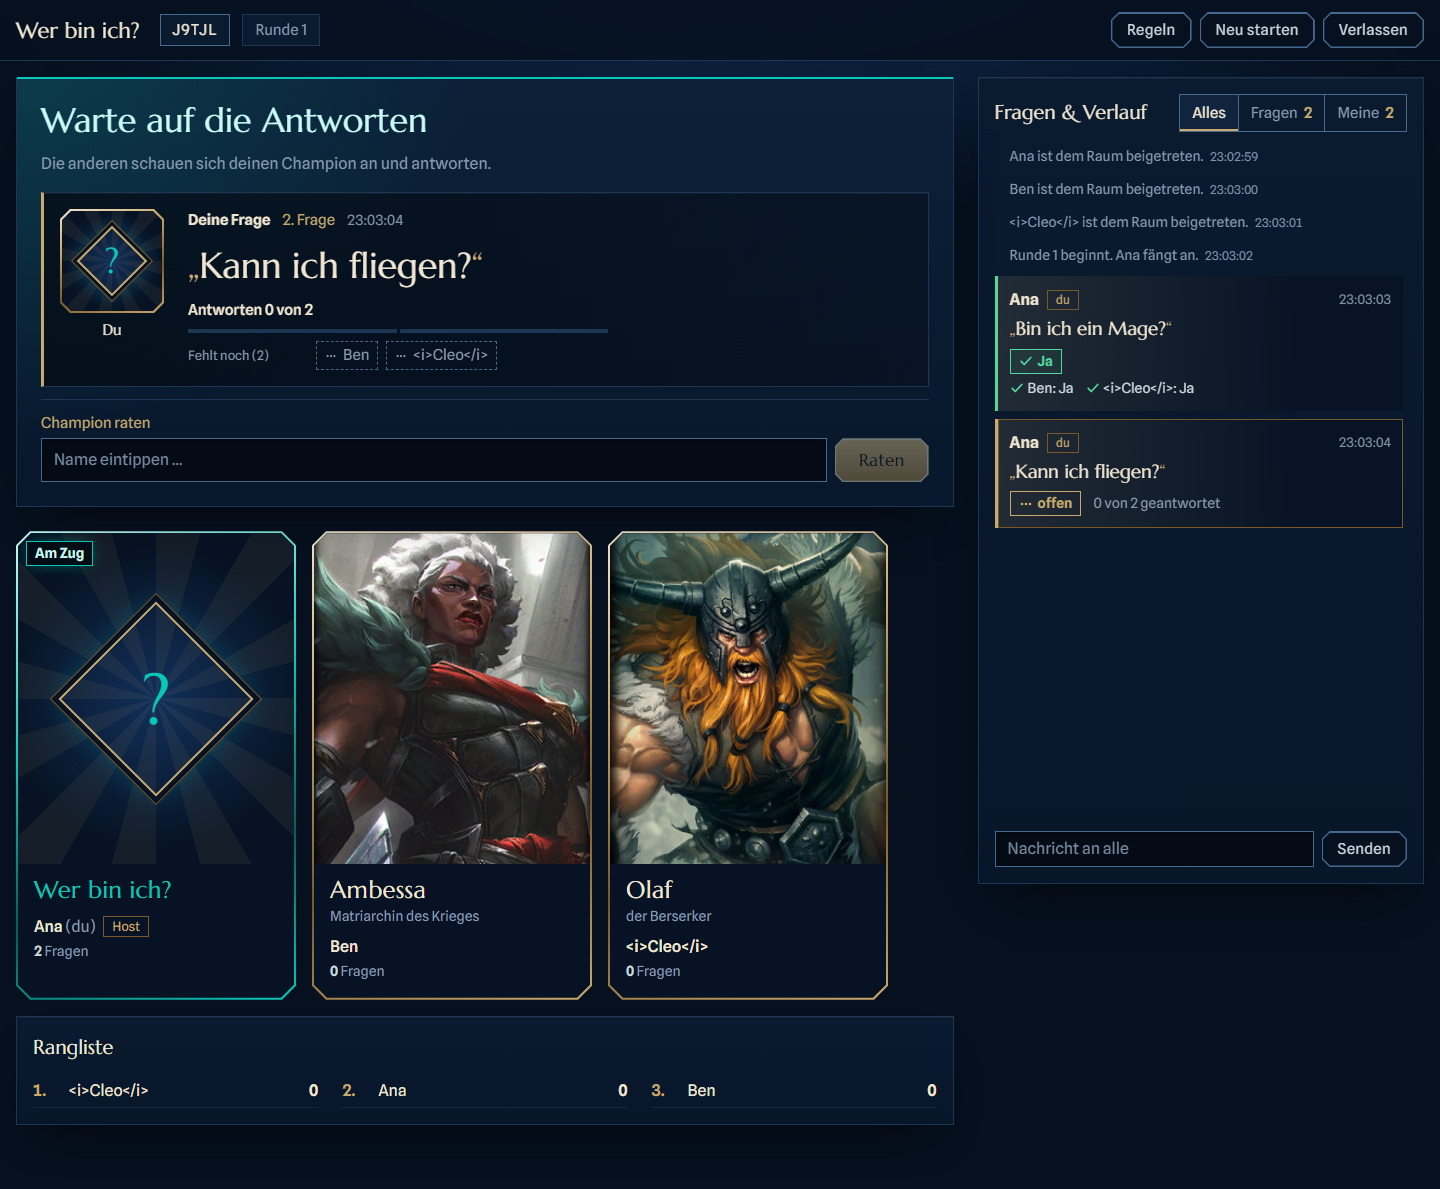 Wer bin ich?
J9TJL
Runde 1
Regeln
Neu starten
Verlassen
Warte auf die Antworten
Die anderen schauen sich deinen Champion an und antworten.
?
Du
Deine Frage 2. Frage 23:03:04
„Kann ich fliegen?“
Antworten 0 von 2
Fehlt noch (2)
··· Ben
··· <i>Cleo</i>
Champion raten
Name eintippen ...
Raten
Am Zug
?
Wer bin ich?
Ana (du) Host
2 Fragen
Ambessa
Matriarchin des Krieges
Ben
0 Fragen
Olaf
der Berserker
<i>Cleo</i>
0 Fragen
Rangliste
1. <i>Cleo</i> 0
2. Ana 0
3. Ben 0
Fragen & Verlauf
Alles
Fragen 2
Meine 2
Ana ist dem Raum beigetreten. 23:02:59
Ben ist dem Raum beigetreten. 23:03:00
<i>Cleo</i> ist dem Raum beigetreten. 23:03:01
Runde 1 beginnt. Ana fängt an. 23:03:02
Ana du 23:03:03
„Bin ich ein Mage?“
✓ Ja
✓ Ben: Ja ✓ <i>Cleo</i>: Ja
Ana du 23:03:04
„Kann ich fliegen?“
··· offen 0 von 2 geantwortet
Nachricht an alle
Senden